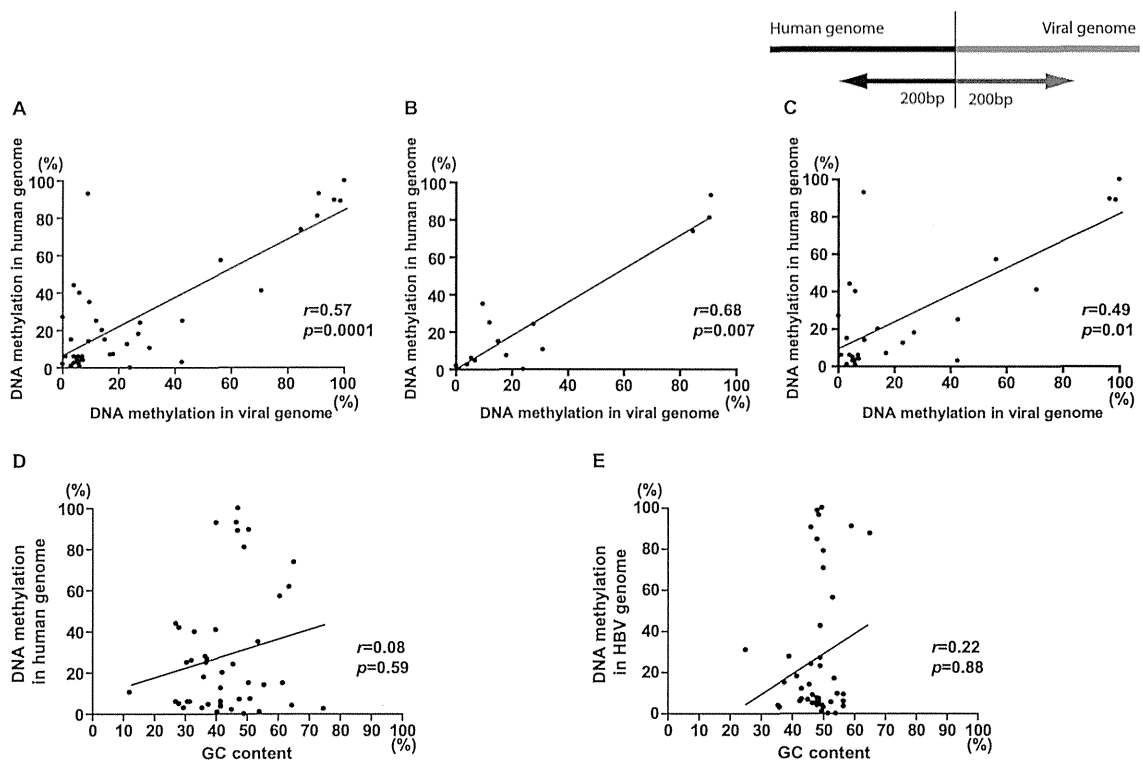 Human genome Viral genome
200bp 200bp
A
(%)
DNA methylation in human genome
100
80
60
40
20
0
0 20 40 60 80 100
(%)
DNA methylation in viral genome
r=0.57
p=0.0001
B
(%)
DNA methylation in human genome
100
80
60
40
20
0
0 20 40 60 80 100
(%)
DNA methylation in viral genome
r=0.68
p=0.007
C
(%)
DNA methylation in human genome
100
80
60
40
20
0
0 20 40 60 80 100
(%)
DNA methylation in viral genome
r=0.49
p=0.01
D
(%)
DNA methylation
in human genome
100
80
60
40
20
0
0 10 20 30 40 50 60 70 80 90 100
(%)
GC content
r=0.08
p=0.59
E
(%)
DNA methylation
in HBV genome
100
80
60
40
20
0
0 10 20 30 40 50 60 70 80 90 100
(%)
GC content
r=0.22
p=0.88